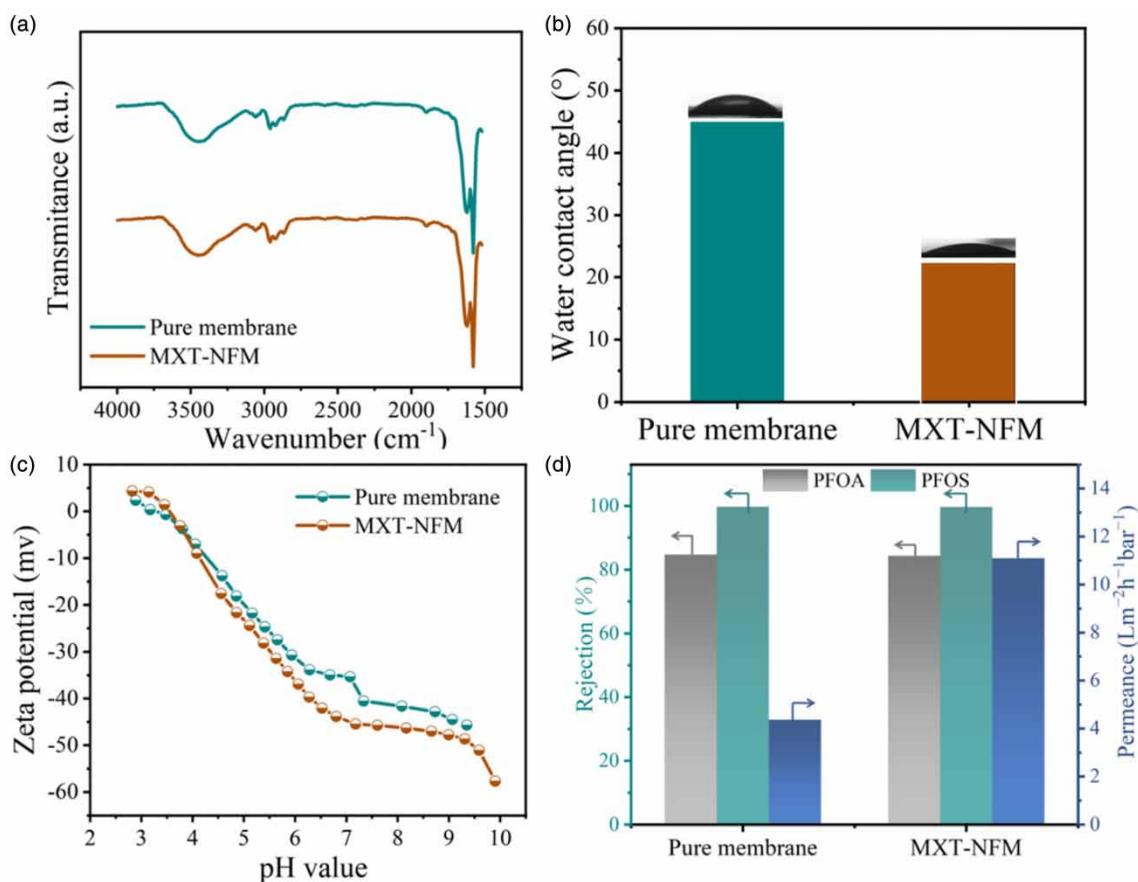 (a)
Transmitance (a.u.)
Pure membrane
MXT-NFM
4000 3500 3000 2500 2000 1500
Wavenumber (cm⁻¹)
(b)
Water contact angle (°)
60
50
40
30
20
10
0
Pure membrane MXT-NFM
(c)
Zeta potential (mv)
10
0
-10
-20
-30
-40
-50
-60
Pure membrane
MXT-NFM
2 3 4 5 6 7 8 9 10
pH value
(d)
Rejection (%)
100
80
60
40
20
0
PFOA PFOS
14
12
10
8
6
4
2
0
Permeance (Lm⁻²h⁻¹bar⁻¹)
Pure membrane MXT-NFM